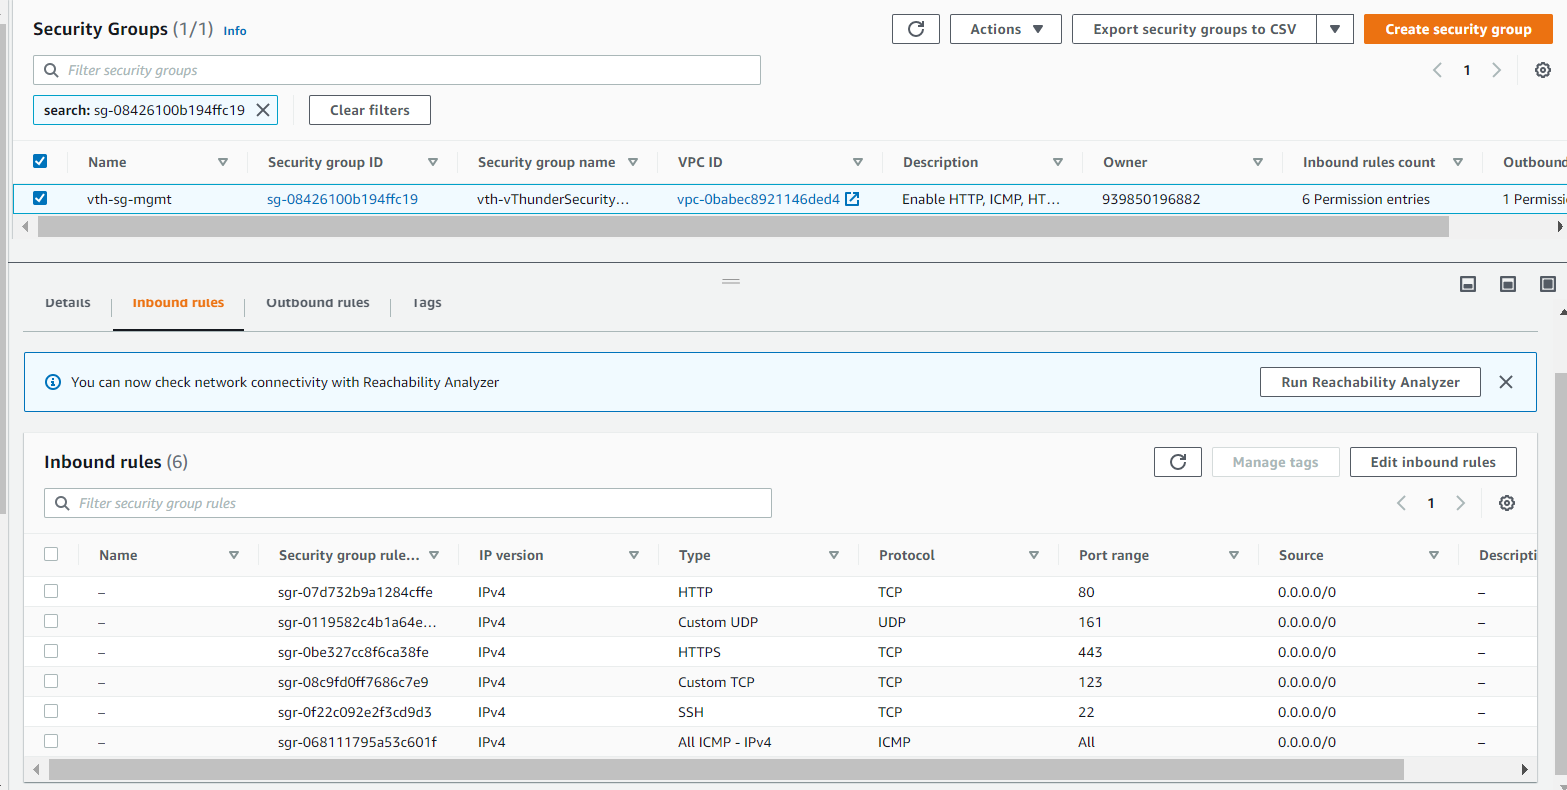 Security Groups (1/1) Info Actions Export security groups to CSV Create security group
Filter security groups 1
search: sg-08426100b194ffc19 Clear filters
Name Security group ID Security group name VPC ID Description Owner Inbound rules count Outbound
vth-sg-mgmt sg-08426100b194ffc19 vth-vThunderSecurity... vpc-0babec8921146ded4 Enable HTTP, ICMP, HT... 939850196882 6 Permission entries 1 Permissi
Details Inbound rules Outbound rules Tags
You can now check network connectivity with Reachability Analyzer Run Reachability Analyzer
Inbound rules (6) Manage tags Edit inbound rules
Filter security group rules 1
Name Security group rule... IP version Type Protocol Port range Source Descripti
– sgr-07d732b9a1284cffe IPv4 HTTP TCP 80 0.0.0.0/0 –
– sgr-0119582c4b1a64e... IPv4 Custom UDP UDP 161 0.0.0.0/0 –
– sgr-0be327cc8f6ca38fe IPv4 HTTPS TCP 443 0.0.0.0/0 –
– sgr-08c9fd0ff7686c7e9 IPv4 Custom TCP TCP 123 0.0.0.0/0 –
– sgr-0f22c092e2f3cd9d3 IPv4 SSH TCP 22 0.0.0.0/0 –
– sgr-068111795a53c601f IPv4 All ICMP - IPv4 ICMP All 0.0.0.0/0 –